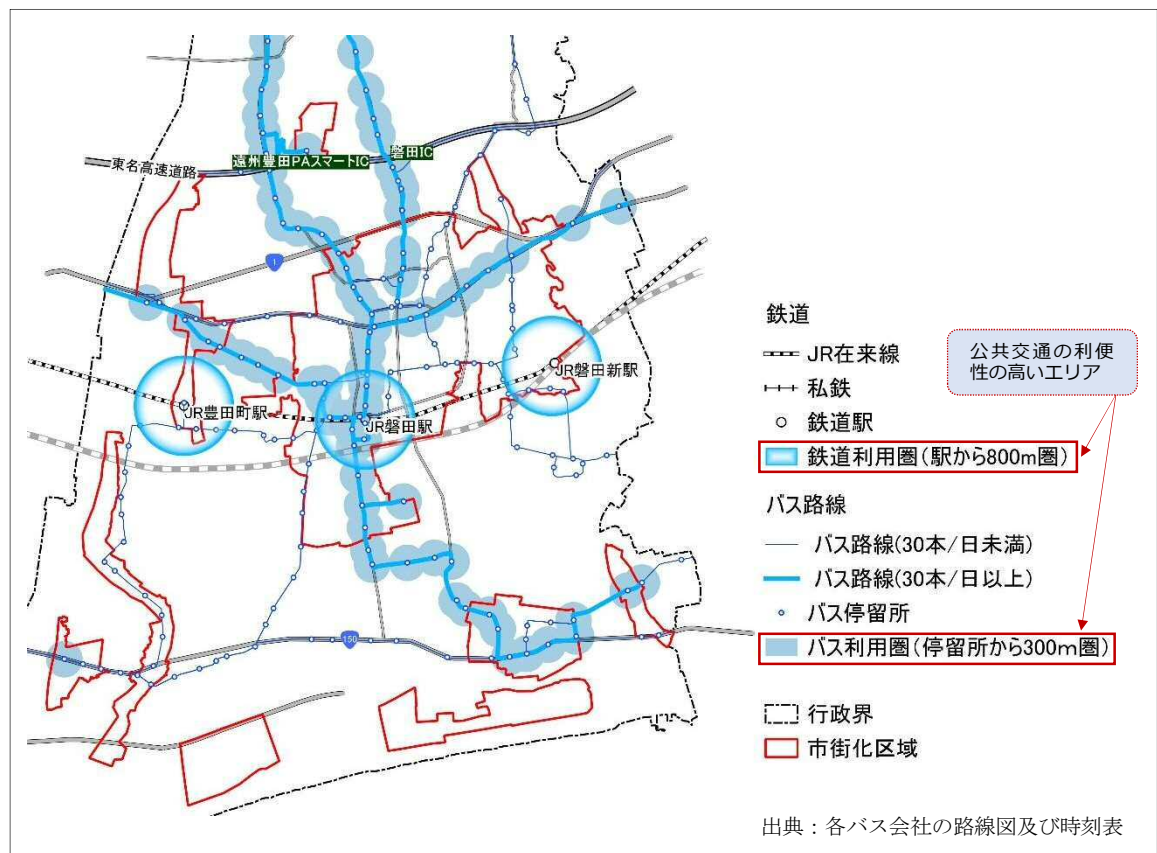 東名高速道路
遠州豊田PAスマートIC
磐田IC
1
JR磐田新駅
JR豊田町駅
JR磐田駅
150
鉄道
JR在来線
私鉄
鉄道駅
鉄道利用圏(駅から800m圏)
バス路線
バス路線(30本/日未満)
バス路線(30本/日以上)
バス停留所
バス利用圏(停留所から300m圏)
行政界
市街化区域
公共交通の利便
性の高いエリア
出典：各バス会社の路線図及び時刻表